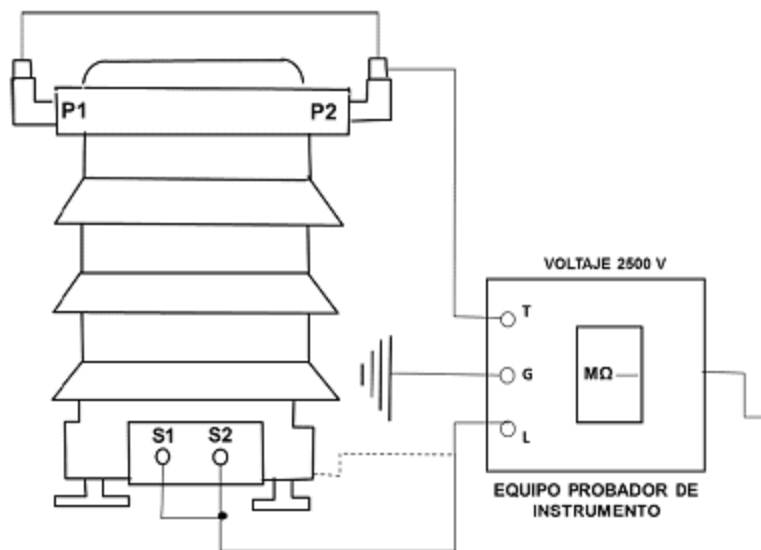 P1
P2
VOLTAJE 2500 V
T
G
MΩ
L
S1
S2
EQUIPO PROBADOR DE
INSTRUMENTO